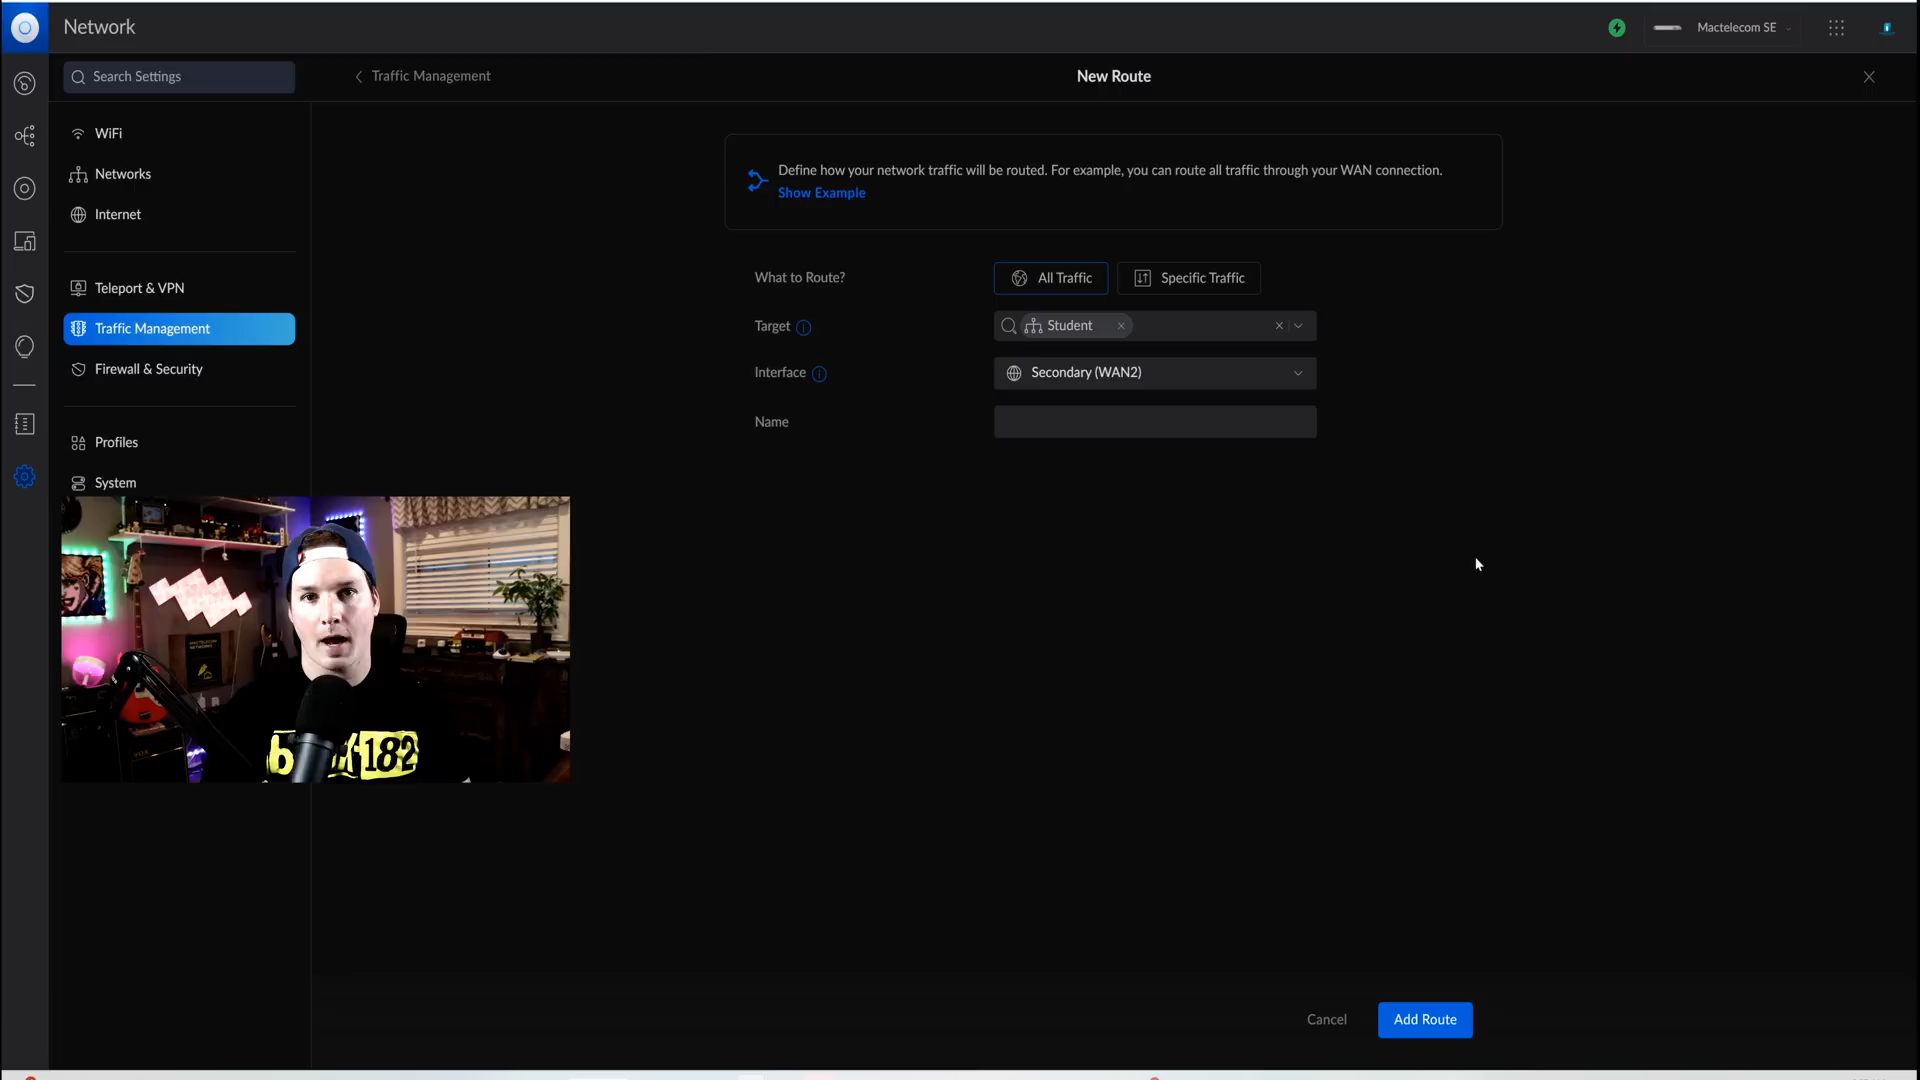 Network
Mactelecom SE
Search Settings
Traffic Management
New Route
WiFi
Networks
Internet
Teleport & VPN
Traffic Management
Firewall & Security
Profiles
System
Define how your network traffic will be routed. For example, you can route all traffic through your WAN connection.
Show Example
What to Route?
All Traffic
Specific Traffic
Target
Student
Interface
Secondary (WAN2)
Name
182
Cancel
Add Route